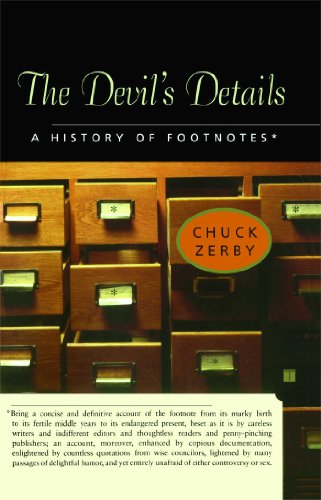 The Devil's Details
A HISTORY OF FOOTNOTES*
*
*
CHUCK
ZERBY
*
*
*Being a concise and definitive account of the footnote from its murky birth
to its fertile middle years to its endangered present, beset as it is by careless
writers and indifferent editors and thoughtless readers and penny-pinching
publishers; an account, moreover, enhanced by copious documentation,
enlightened by countless quotations from wise councilors, lightened by many
passages of delightful humor, and yet entirely unafraid of either controversy or sex.